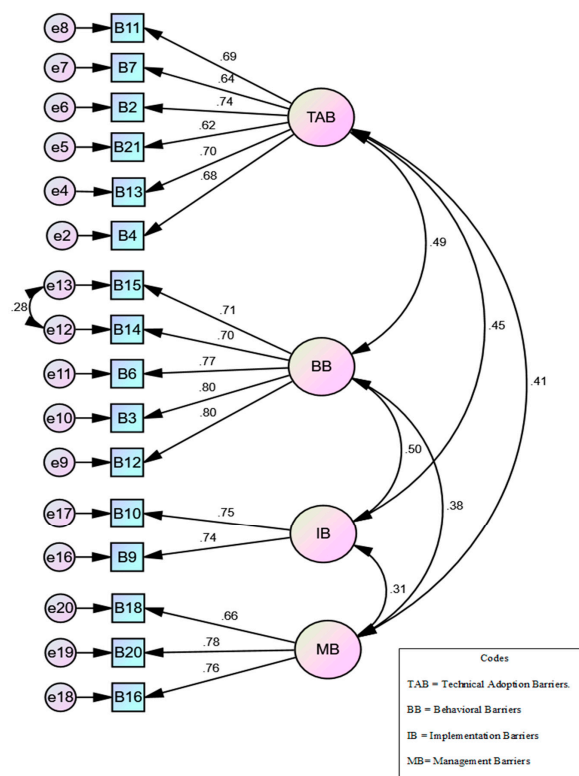 e8 B11
.69
e7 B7
.64
e6 B2
.74
TAB
e5 B21
.62
e4 B13
.70
e2 B4
.68
.49
e13 B15
.71
.28
e12 B14
.70
.45
e11 B6
.77
BB
.41
e10 B3
.80
e9 B12
.80
.50
e17 B10
.75
.38
IB
e16 B9
.74
.31
e20 B18
.66
e19 B20
.78
MB
e18 B16
.76
Codes
TAB = Technical Adoption Barriers.
BB = Behavioral Barriers
IB = Implementation Barriers
MB= Management Barriers